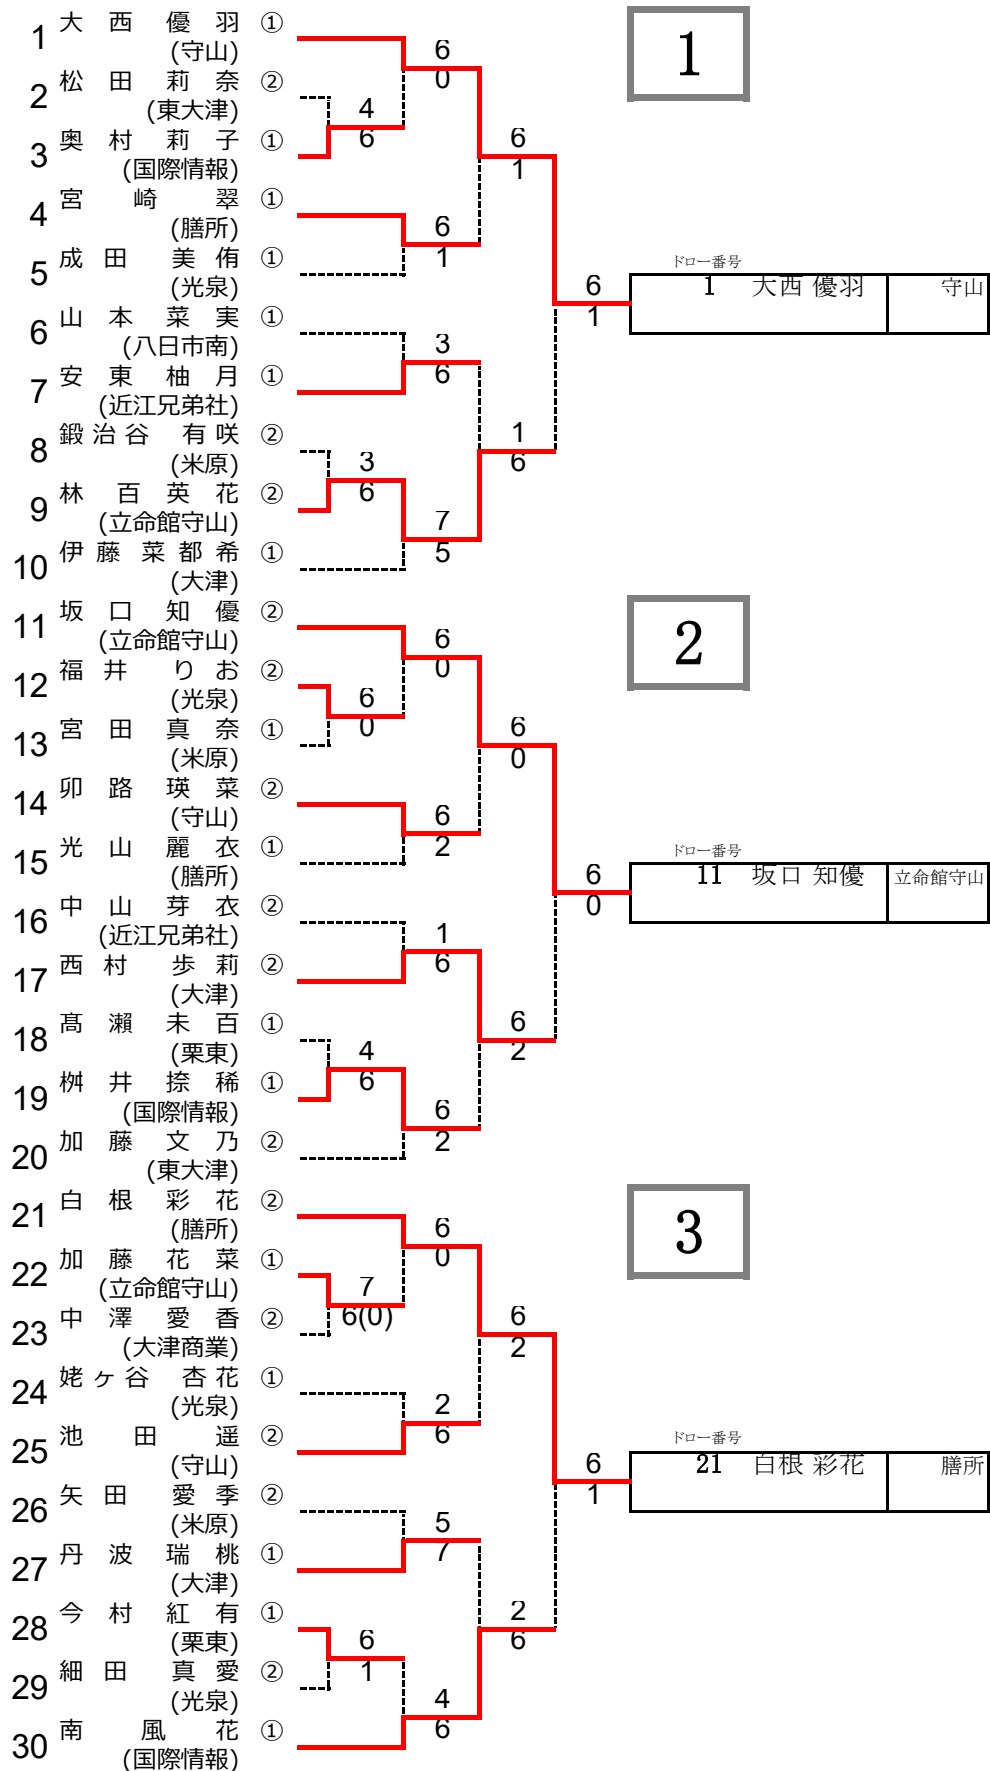 1 大西優羽 ①
(守山)
2 松田莉奈 ②
(東大津)
3 奥村莉子 ①
(国際情報)
4 宮崎翠 ①
(膳所)
5 成田美侑 ①
(光泉)
6 山本菜実 ①
(八日市南)
7 安東柚月 ①
(近江兄弟社)
8 鍛治谷有咲 ②
(米原)
9 林百英花 ②
(立命館守山)
10 伊藤菜都希 ①
(大津)
4
6
3
6
6
0
6
1
3
6
7
5
6
1
1
6
6
1
1
ドロー番号
1 大西 優羽 守山
11 坂口知優 ②
(立命館守山)
12 福井りお ②
(光泉)
13 宮田真奈 ①
(米原)
14 卯路瑛菜 ②
(守山)
15 光山麗衣 ①
(膳所)
16 中山芽衣 ②
(近江兄弟社)
17 西村歩莉 ②
(大津)
18 髙瀨未百 ①
(栗東)
19 桝井捺稀 ①
(国際情報)
20 加藤文乃 ②
(東大津)
6
0
4
6
6
0
6
2
1
6
6
2
6
0
6
2
6
0
2
ドロー番号
11 坂口 知優 立命館守山
21 白根彩花 ②
(膳所)
22 加藤花菜 ①
(立命館守山)
23 中澤愛香 ②
(大津商業)
24 姥ヶ谷杏花 ①
(光泉)
25 池田遥 ②
(守山)
26 矢田愛季 ②
(米原)
27 丹波瑞桃 ①
(大津)
28 今村紅有 ①
(栗東)
29 細田真愛 ②
(光泉)
30 南風花 ①
(国際情報)
7
6(0)
6
1
6
0
2
6
5
7
4
6
6
2
2
6
6
1
3
ドロー番号
21 白根 彩花 膳所